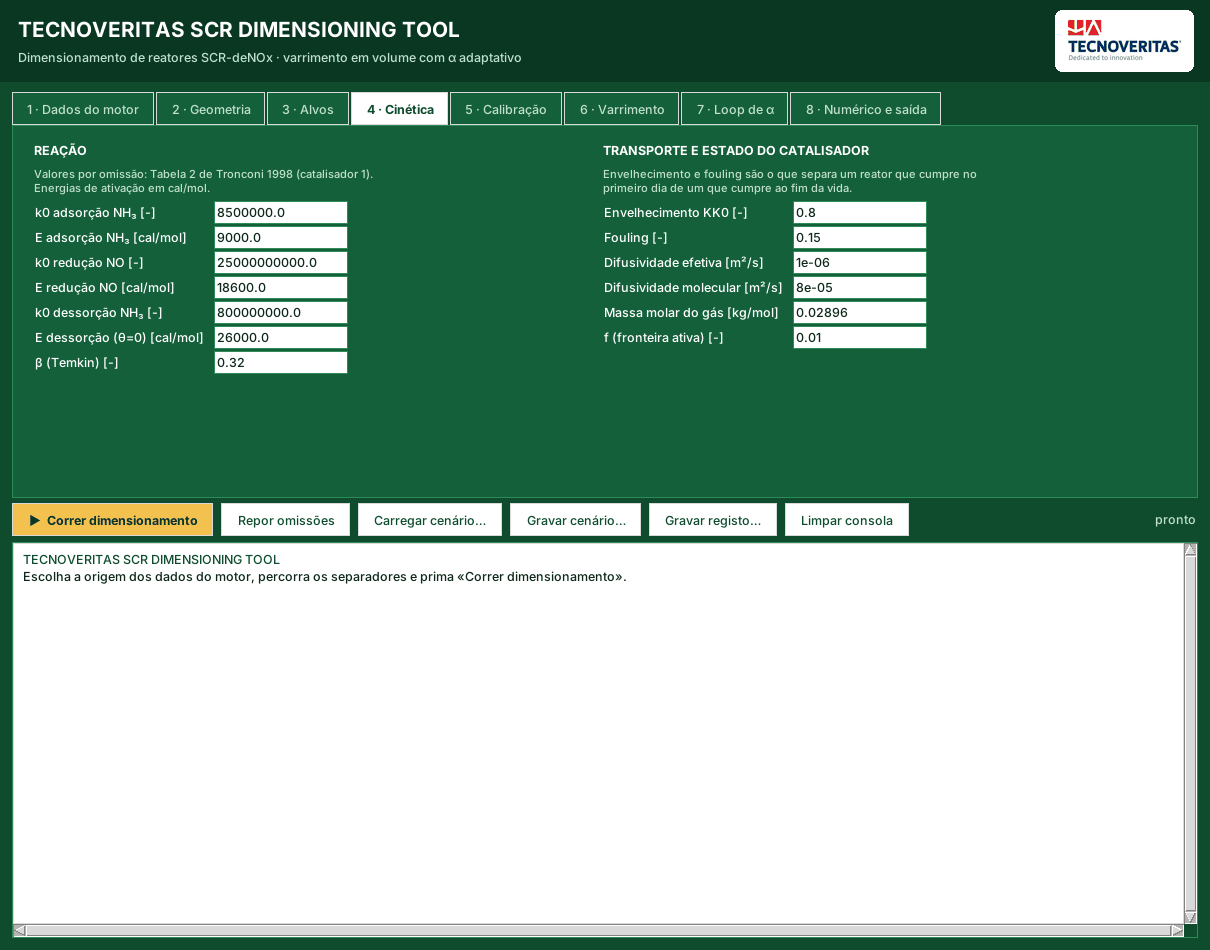 TECNOVERITAS SCR DIMENSIONING TOOL
Dimensionamento de reatores SCR-deNOx · varrimento em volume com α adaptativo
TECNOVERITAS
Dedicated to innovation
1 · Dados do motor
2 · Geometria
3 · Alvos
4 · Cinética
5 · Calibração
6 · Varrimento
7 · Loop de α
8 · Numérico e saída
REAÇÃO
Valores por omissão: Tabela 2 de Tronconi 1998 (catalisador 1).
Energias de ativação em cal/mol.
k0 adsorção NH₃ [-] 8500000.0
E adsorção NH₃ [cal/mol] 9000.0
k0 redução NO [-] 25000000000.0
E redução NO [cal/mol] 18600.0
k0 dessorção NH₃ [-] 800000000.0
E dessorção (θ=0) [cal/mol] 26000.0
β (Temkin) [-] 0.32
TRANSPORTE E ESTADO DO CATALISADOR
Envelhecimento e fouling são o que separa um reator que cumpre no
primeiro dia de um que cumpre ao fim da vida.
Envelhecimento KK0 [-] 0.8
Fouling [-] 0.15
Difusividade efetiva [m²/s] 1e-06
Difusividade molecular [m²/s] 8e-05
Massa molar do gás [kg/mol] 0.02896
f (fronteira ativa) [-] 0.01
▶ Correr dimensionamento
Repor omissões
Carregar cenário...
Gravar cenário...
Gravar registo...
Limpar consola
pronto
TECNOVERITAS SCR DIMENSIONING TOOL
Escolha a origem dos dados do motor, percorra os separadores e prima «Correr dimensionamento».